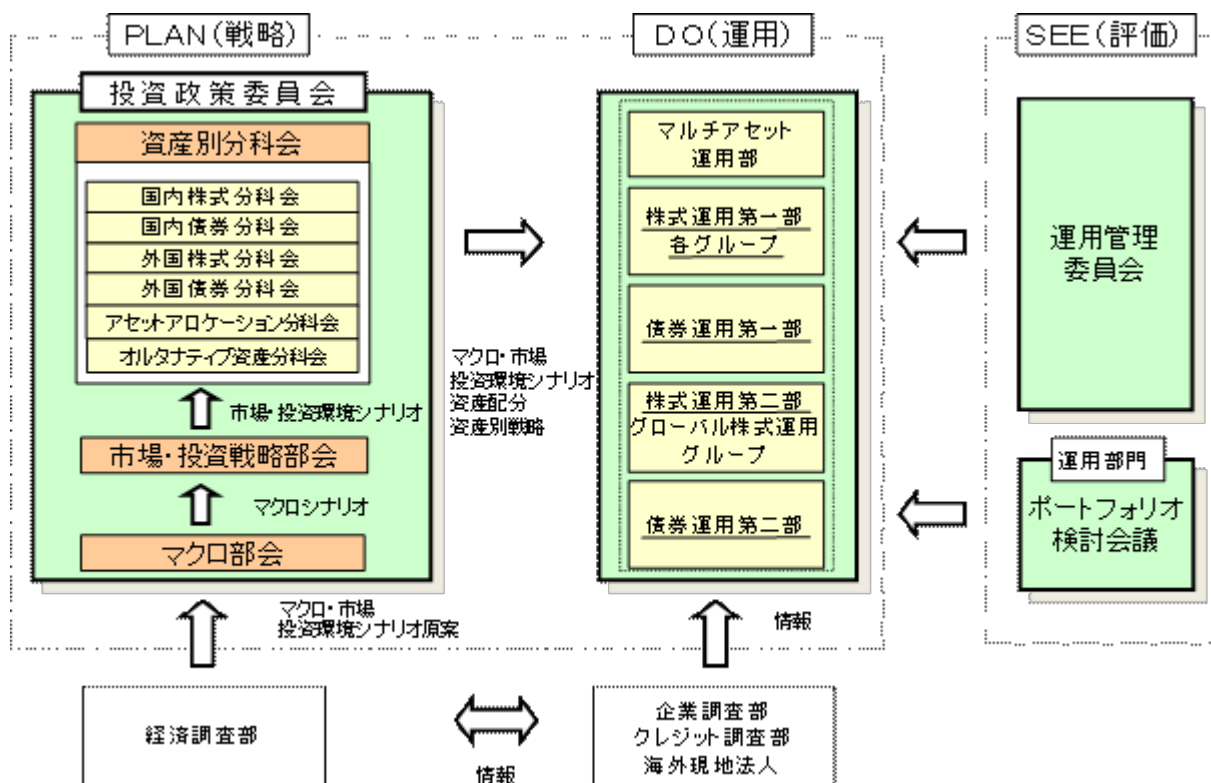 PLAN(戦略)
DO(運用)
SEE(評価)
投資政策委員会
資産別分科会
国内株式分科会
国内債券分科会
外国株式分科会
外国債券分科会
アセットアロケーション分科会
オルタナティブ資産分科会
市場・投資環境シナリオ
市場・投資戦略部会
マクロシナリオ
マクロ部会
マクロ・市場
投資環境シナリオ
資産配分
資産別戦略
マルチアセット
運用部
株式運用第一部
各グループ
債券運用第一部
株式運用第二部
グローバル株式運用
グループ
債券運用第二部
運用管理
委員会
運用部門
ポートフォリオ
検討会議
マクロ・市場
投資環境シナリオ原案
情報
経済調査部
情報
企業調査部
クレジット調査部
海外現地法人